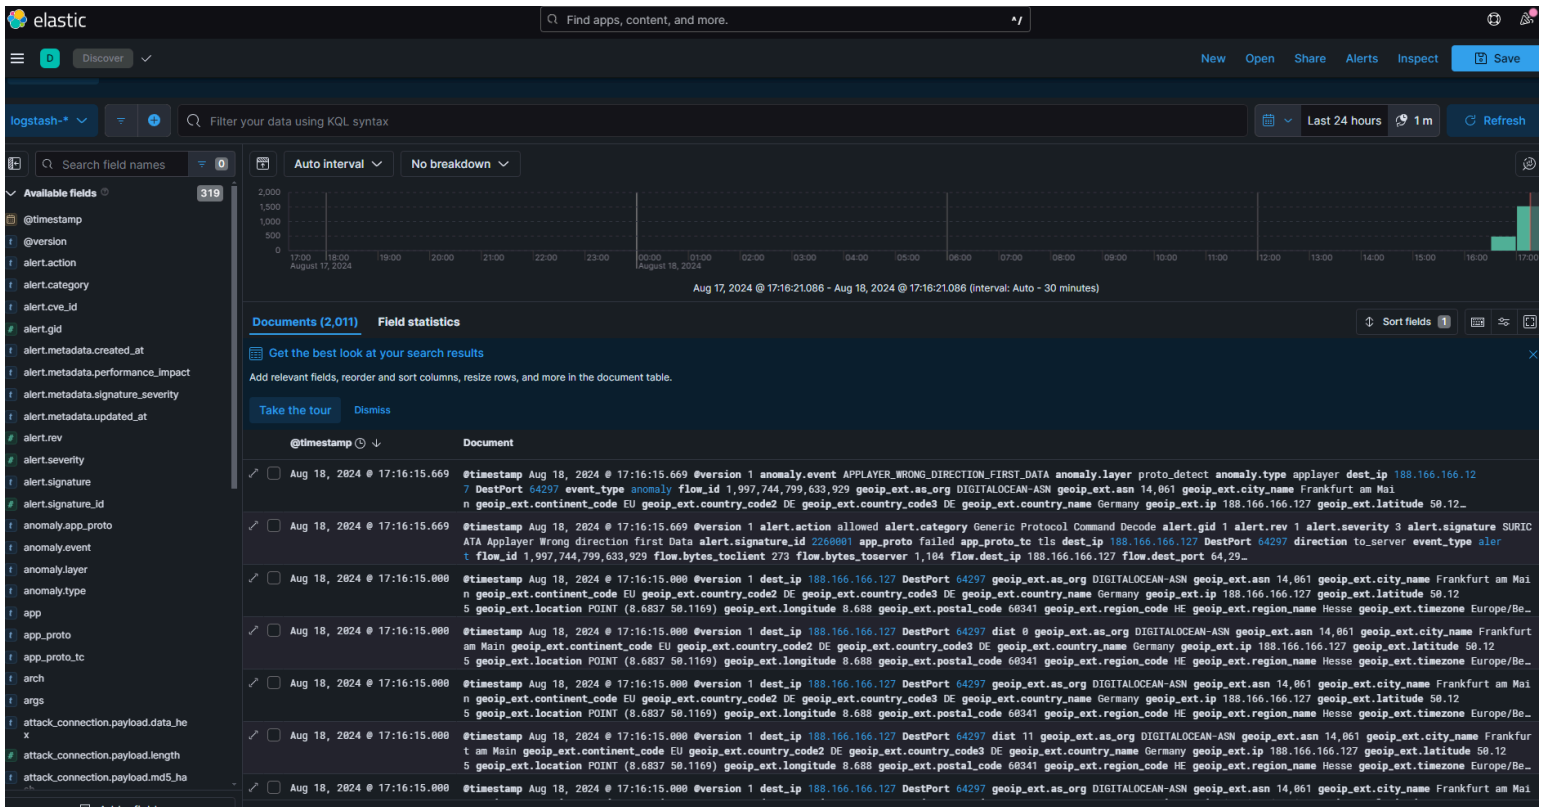 elastic
Find apps, content, and more.
^/
D
Discover
New Open Share Alerts Inspect Save
logstash-*
Filter your data using KQL syntax
Last 24 hours
1 m
Refresh
Search field names
0
Auto interval
No breakdown
Available fields
319
@timestamp
@version
alert.action
alert.category
alert.cve_id
alert.gid
alert.metadata.created_at
alert.metadata.performance_impact
alert.metadata.signature_severity
alert.metadata.updated_at
alert.rev
alert.severity
alert.signature
alert.signature_id
anomaly.app_proto
anomaly.event
anomaly.layer
anomaly.type
app
app_proto
app_proto_tc
arch
args
attack_connection.payload.data_he
x
attack_connection.payload.length
attack_connection.payload.md5_ha
2,000
1,500
1,000
500
0
17:00 18:00 19:00 20:00 21:00 22:00 23:00 00:00 01:00 02:00 03:00 04:00 05:00 06:00 07:00 08:00 09:00 10:00 11:00 12:00 13:00 14:00 15:00 16:00 17:00
August 17, 2024 August 18, 2024
Aug 17, 2024 @ 17:16:21.086 - Aug 18, 2024 @ 17:16:21.086 (interval: Auto - 30 minutes)
Documents (2,011) Field statistics
Sort fields 1
Get the best look at your search results
Add relevant fields, reorder and sort columns, resize rows, and more in the document table.
Take the tour Dismiss
@timestamp Document
Aug 18, 2024 @ 17:16:15.669 @timestamp Aug 18, 2024 @ 17:16:15.669 @version 1 anomaly.event APPLAYER_WRONG_DIRECTION_FIRST_DATA anomaly.layer proto_detect anomaly.type applayer dest_ip 188.166.166.12
7 DestPort 64297 event_type anomaly flow_id 1,997,744,799,633,929 geoip_ext.as_org DIGITALOCEAN-ASN geoip_ext.asn 14,061 geoip_ext.city_name Frankfurt am Mai
n geoip_ext.continent_code EU geoip_ext.country_code2 DE geoip_ext.country_code3 DE geoip_ext.country_name Germany geoip_ext.ip 188.166.166.127 geoip_ext.latitude 50.12…
Aug 18, 2024 @ 17:16:15.669 @timestamp Aug 18, 2024 @ 17:16:15.669 @version 1 alert.action allowed alert.category Generic Protocol Command Decode alert.gid 1 alert.rev 1 alert.severity 3 alert.signature SURIC
ATA Applayer Wrong direction first Data alert.signature_id 2260001 app_proto failed app_proto_tc tls dest_ip 188.166.166.127 DestPort 64297 direction to_server event_type aler
t flow_id 1,997,744,799,633,929 flow.bytes_toclient 273 flow.bytes_toserver 1,104 flow.dest_ip 188.166.166.127 flow.dest_port 64,29…
Aug 18, 2024 @ 17:16:15.000 @timestamp Aug 18, 2024 @ 17:16:15.000 @version 1 dest_ip 188.166.166.127 DestPort 64297 geoip_ext.as_org DIGITALOCEAN-ASN geoip_ext.asn 14,061 geoip_ext.city_name Frankfurt am Mai
n geoip_ext.continent_code EU geoip_ext.country_code2 DE geoip_ext.country_code3 DE geoip_ext.country_name Germany geoip_ext.ip 188.166.166.127 geoip_ext.latitude 50.12
5 geoip_ext.location POINT (8.6837 50.1169) geoip_ext.longitude 8.688 geoip_ext.postal_code 60341 geoip_ext.region_code HE geoip_ext.region_name Hesse geoip_ext.timezone Europe/Be…
Aug 18, 2024 @ 17:16:15.000 @timestamp Aug 18, 2024 @ 17:16:15.000 @version 1 dest_ip 188.166.166.127 DestPort 64297 dist 0 geoip_ext.as_org DIGITALOCEAN-ASN geoip_ext.asn 14,061 geoip_ext.city_name Frankfurt
am Main geoip_ext.continent_code EU geoip_ext.country_code2 DE geoip_ext.country_code3 DE geoip_ext.country_name Germany geoip_ext.ip 188.166.166.127 geoip_ext.latitude 50.12
5 geoip_ext.location POINT (8.6837 50.1169) geoip_ext.longitude 8.688 geoip_ext.postal_code 60341 geoip_ext.region_code HE geoip_ext.region_name Hesse geoip_ext.timezone Europe/Be…
Aug 18, 2024 @ 17:16:15.000 @timestamp Aug 18, 2024 @ 17:16:15.000 @version 1 dest_ip 188.166.166.127 DestPort 64297 geoip_ext.as_org DIGITALOCEAN-ASN geoip_ext.asn 14,061 geoip_ext.city_name Frankfurt am Mai
n geoip_ext.continent_code EU geoip_ext.country_code2 DE geoip_ext.country_code3 DE geoip_ext.country_name Germany geoip_ext.ip 188.166.166.127 geoip_ext.latitude 50.12
5 geoip_ext.location POINT (8.6837 50.1169) geoip_ext.longitude 8.688 geoip_ext.postal_code 60341 geoip_ext.region_code HE geoip_ext.region_name Hesse geoip_ext.timezone Europe/Be…
Aug 18, 2024 @ 17:16:15.000 @timestamp Aug 18, 2024 @ 17:16:15.000 @version 1 dest_ip 188.166.166.127 DestPort 64297 dist 11 geoip_ext.as_org DIGITALOCEAN-ASN geoip_ext.asn 14,061 geoip_ext.city_name Frankfur
t am Main geoip_ext.continent_code EU geoip_ext.country_code2 DE geoip_ext.country_code3 DE geoip_ext.country_name Germany geoip_ext.ip 188.166.166.127 geoip_ext.latitude 50.12
5 geoip_ext.location POINT (8.6837 50.1169) geoip_ext.longitude 8.688 geoip_ext.postal_code 60341 geoip_ext.region_code HE geoip_ext.region_name Hesse geoip_ext.timezone Europe/Be…
Aug 18, 2024 @ 17:16:15.000 @timestamp Aug 18, 2024 @ 17:16:15.000 @version 1 dest_ip 188.166.166.127 DestPort 64297 geoip_ext.as_org DIGITALOCEAN-ASN geoip_ext.asn 14,061 geoip_ext.city_name Frankfurt am Mai